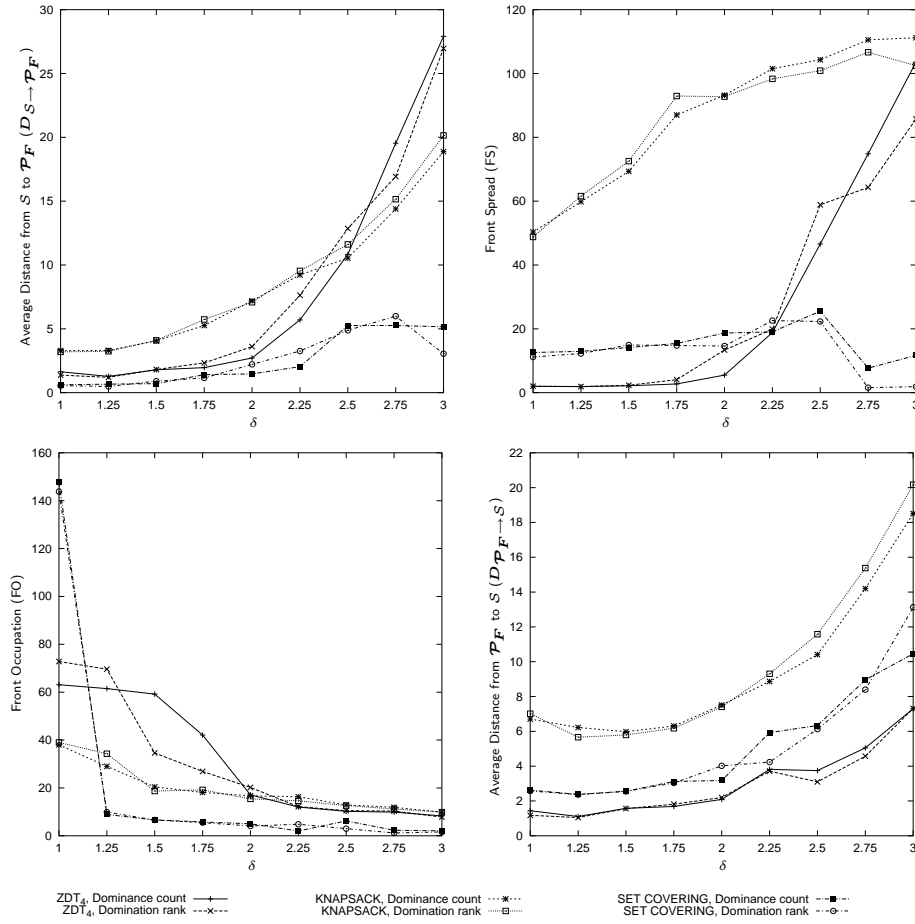 30
25
20
15
10
5
0
1 1.25 1.5 1.75 2 2.25 2.5 2.75 3
δ
Average Distance from S to P_F (D_{S→P_F})
120
100
80
60
40
20
0
1 1.25 1.5 1.75 2 2.25 2.5 2.75 3
δ
Front Spread (FS)
160
140
120
100
80
60
40
20
0
1 1.25 1.5 1.75 2 2.25 2.5 2.75 3
δ
Front Occupation (FO)
22
20
18
16
14
12
10
8
6
4
2
0
1 1.25 1.5 1.75 2 2.25 2.5 2.75 3
δ
Average Distance from P_F to S (D_{P_F→S})
ZDT₄, Dominance count
ZDT₄, Domination rank
KNAPSACK, Dominance count
KNAPSACK, Domination rank
SET COVERING, Dominance count
SET COVERING, Domination rank